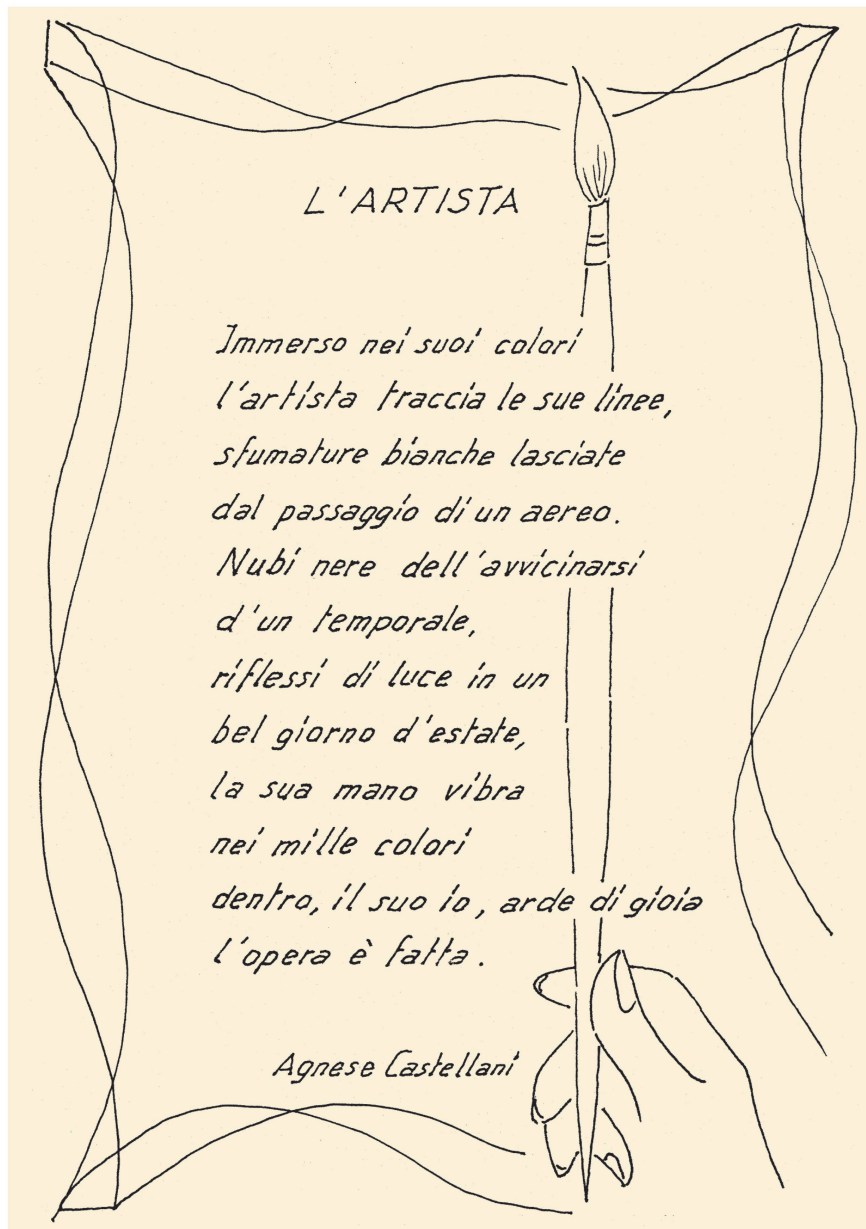 L'ARTISTA
Immerso nei suoi colori
l'artista traccia le sue linee,
sfumature bianche lasciate
dal passaggio di un aereo.
Nubi nere dell'avvicinarsi
d'un temporale,
riflessi di luce in un
bel giorno d'estate,
la sua mano vibra
nei mille colori
dentro, il suo io, arde di gioia
l'opera è fatta.
Agnese Castellani